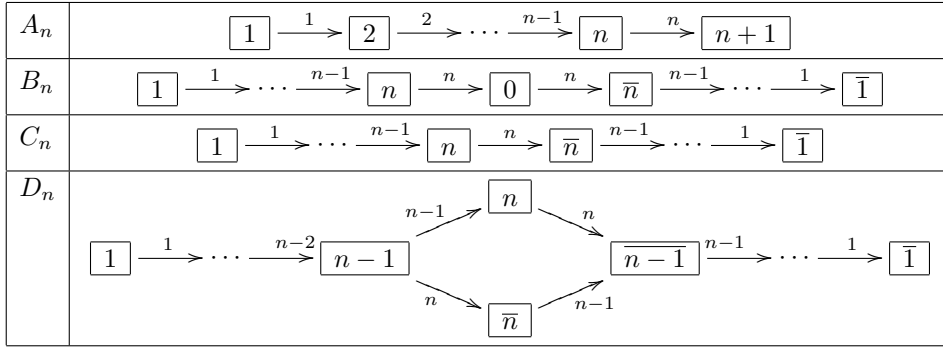 A_n 1 1 2 2 ⋯ n−1 n n n + 1
B_n 1 1 ⋯ n−1 n n 0 n n̅ n−1 ⋯ 1 1̅
C_n 1 1 ⋯ n−1 n n n̅ n−1 ⋯ 1 1̅
D_n
n
n−1 n
1 1 ⋯ n−2 n − 1 \overline{n − 1} n−1 ⋯ 1 1̅
n n−1
n̅